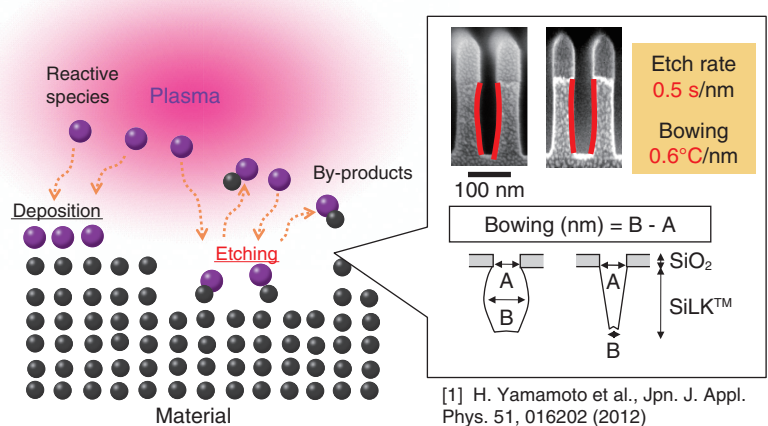 Reactive
species
Plasma
By-products
Deposition
Etching
Material
Etch rate
0.5 s/nm
Bowing
0.6°C/nm
100 nm
Bowing (nm) = B - A
A
B
A
B
SiO₂
SiLK™
[1] H. Yamamoto et al., Jpn. J. Appl.
Phys. 51, 016202 (2012)